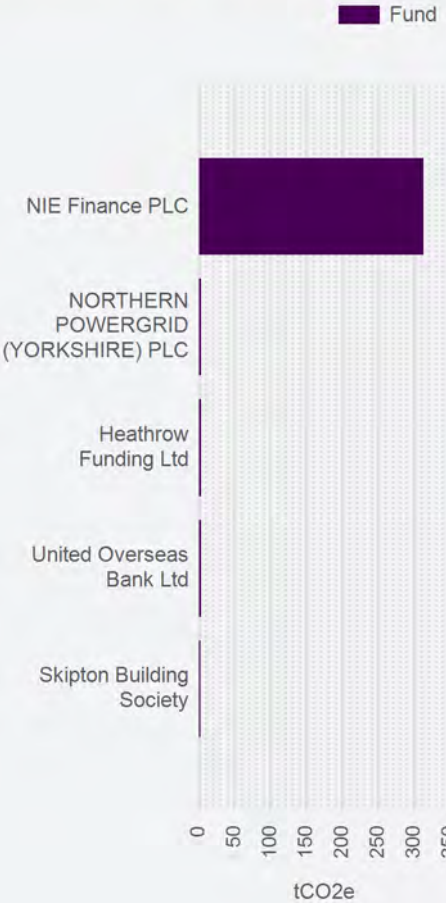 Fund
NIE Finance PLC
NORTHERN
POWERGRID
(YORKSHIRE) PLC
Heathrow
Funding Ltd
United Overseas
Bank Ltd
Skipton Building
Society
0
50
100
150
200
250
300
350
tCO2e